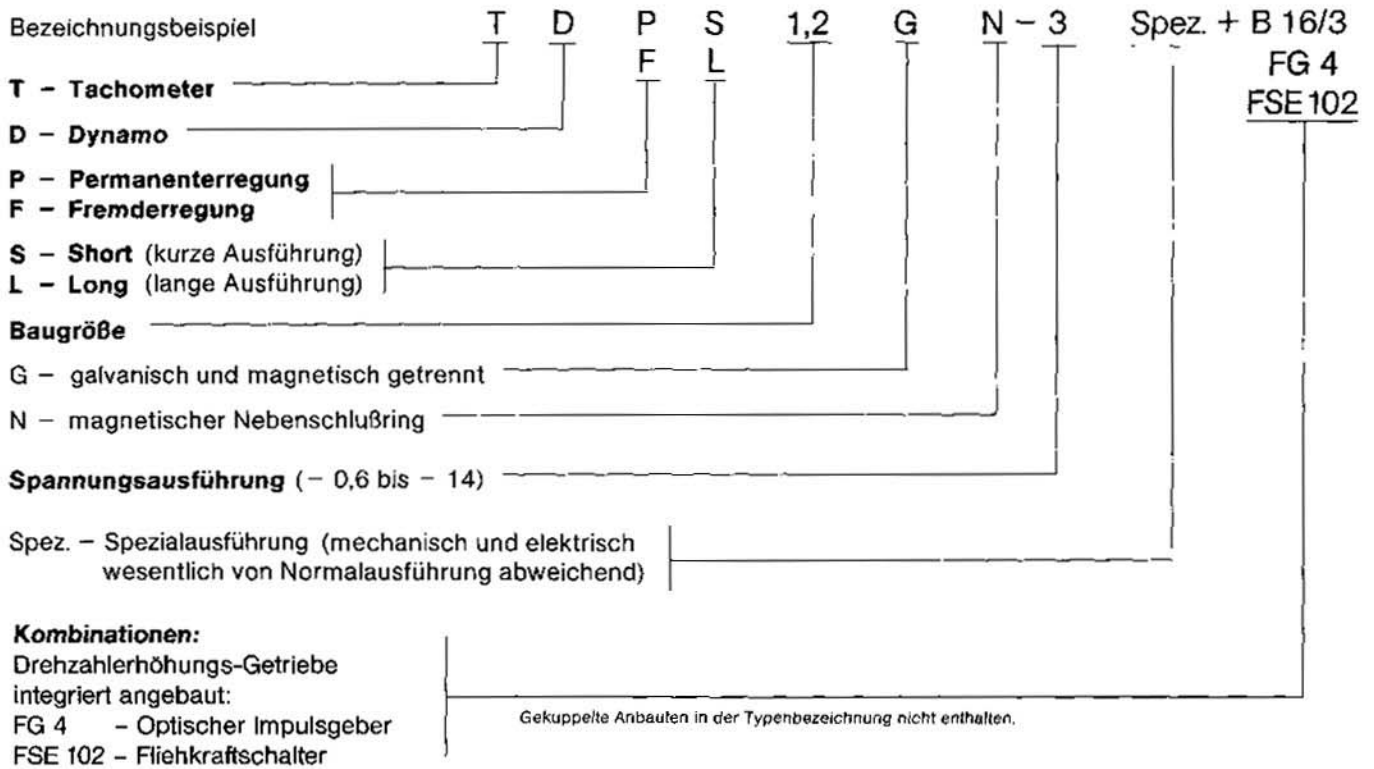 Bezeichnungsbeispiel T D P S 1,2 G N – 3 Spez. + B 16/3
F L FG 4
T – Tachometer FSE 102
D – Dynamo
P – Permanenterregung
F – Fremderregung
S – Short (kurze Ausführung)
L – Long (lange Ausführung)
Baugröße
G – galvanisch und magnetisch getrennt
N – magnetischer Nebenschlußring
Spannungsausführung (– 0,6 bis – 14)
Spez. – Spezialausführung (mechanisch und elektrisch
wesentlich von Normalausführung abweichend)
Kombinationen:
Drehzahlerhöhungs-Getriebe
integriert angebaut:
FG 4 – Optischer Impulsgeber
Gekuppelte Anbauten in der Typenbezeichnung nicht enthalten.
FSE 102 – Fliehkraftschalter